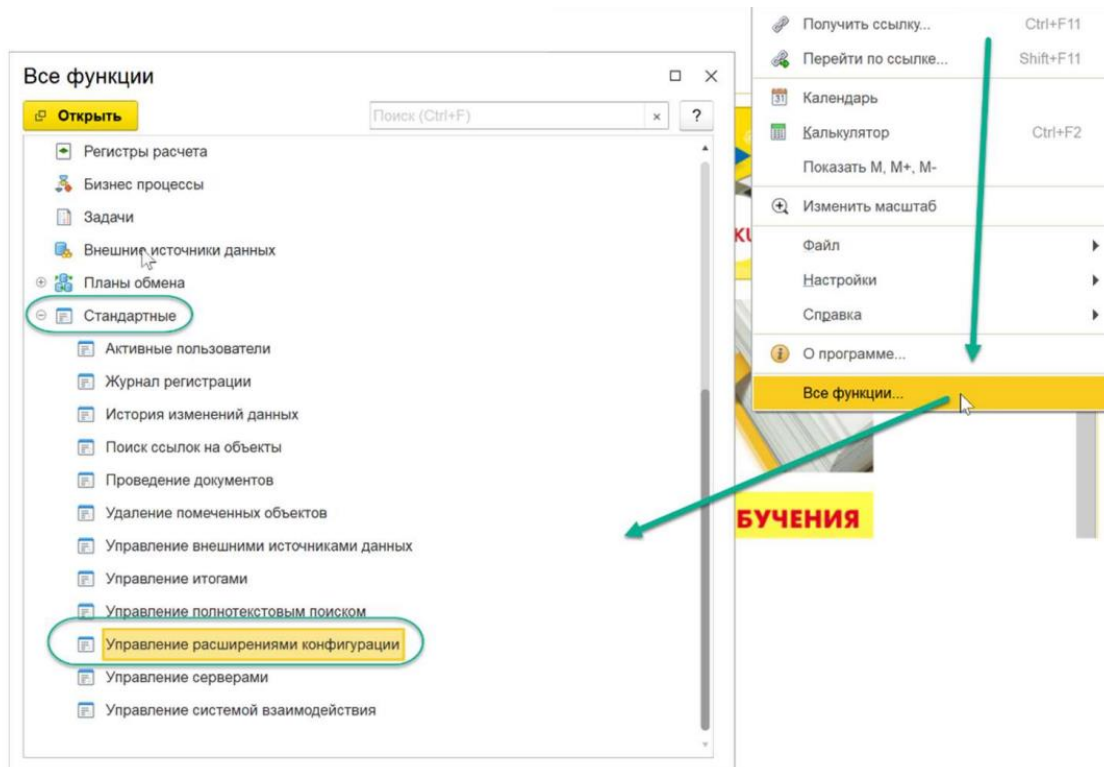 Все функции
Открыть
Поиск (Ctrl+F)
×
?
Регистры расчета
Бизнес процессы
Задачи
Внешние источники данных
Планы обмена
Стандартные
Активные пользователи
Журнал регистрации
История изменений данных
Поиск ссылок на объекты
Проведение документов
Удаление помеченных объектов
Управление внешними источниками данных
Управление итогами
Управление полнотекстовым поиском
Управление расширениями конфигурации
Управление серверами
Управление системой взаимодействия
Получить ссылку... Ctrl+F11
Перейти по ссылке... Shift+F11
31 Календарь
Калькулятор Ctrl+F2
Показать M, M+, M-
Изменить масштаб
Файл
Настройки
Справка
i О программе...
Все функции...
БУЧЕНИЯ